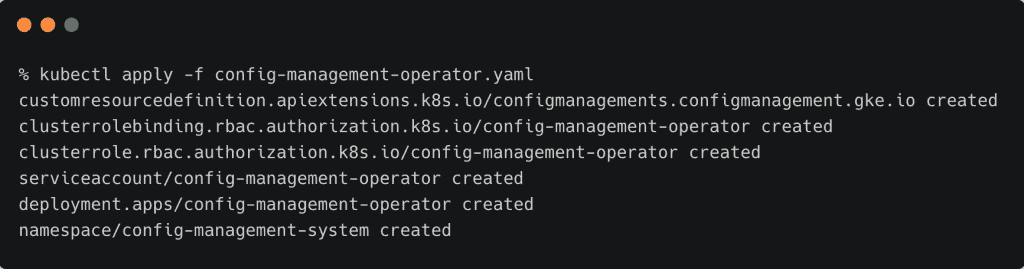 % kubectl apply -f config-management-operator.yaml
customresourcedefinition.apiextensions.k8s.io/configmanagements.configmanagement.gke.io created
clusterrolebinding.rbac.authorization.k8s.io/config-management-operator created
clusterrole.rbac.authorization.k8s.io/config-management-operator created
serviceaccount/config-management-operator created
deployment.apps/config-management-operator created
namespace/config-management-system created